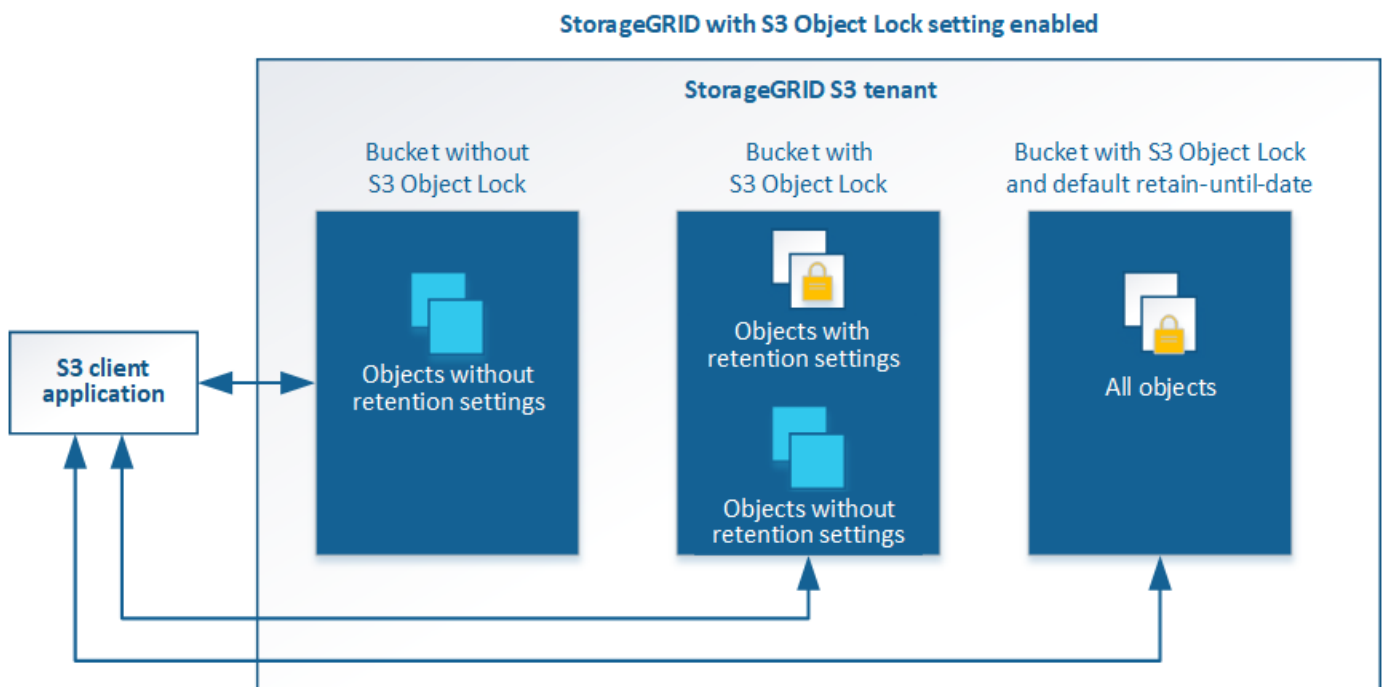 StorageGRID with S3 Object Lock setting enabled
StorageGRID S3 tenant
Bucket without
S3 Object Lock
Bucket with
S3 Object Lock
Bucket with S3 Object Lock
and default retain-until-date
S3 client
application
Objects without
retention settings
Objects with
retention settings
Objects without
retention settings
All objects